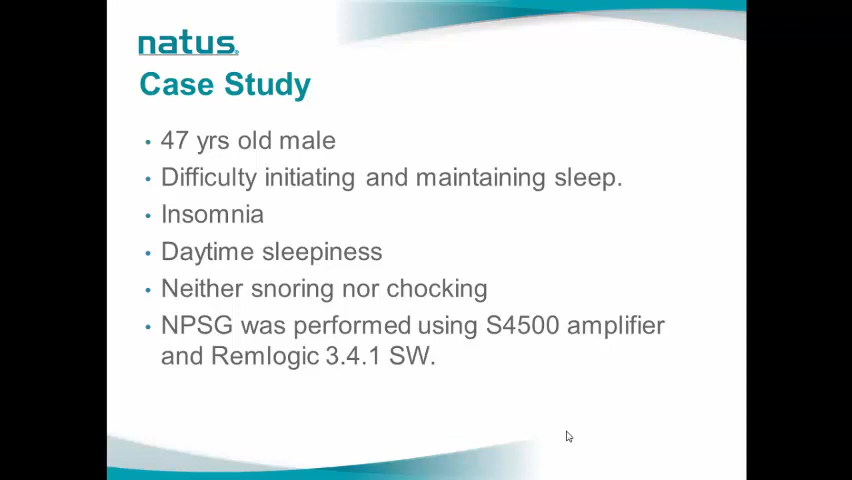 natus
Case Study
• 47 yrs old male
• Difficulty initiating and maintaining sleep.
• Insomnia
• Daytime sleepiness
• Neither snoring nor chocking
• NPSG was performed using S4500 amplifier
and Remlogic 3.4.1 SW.